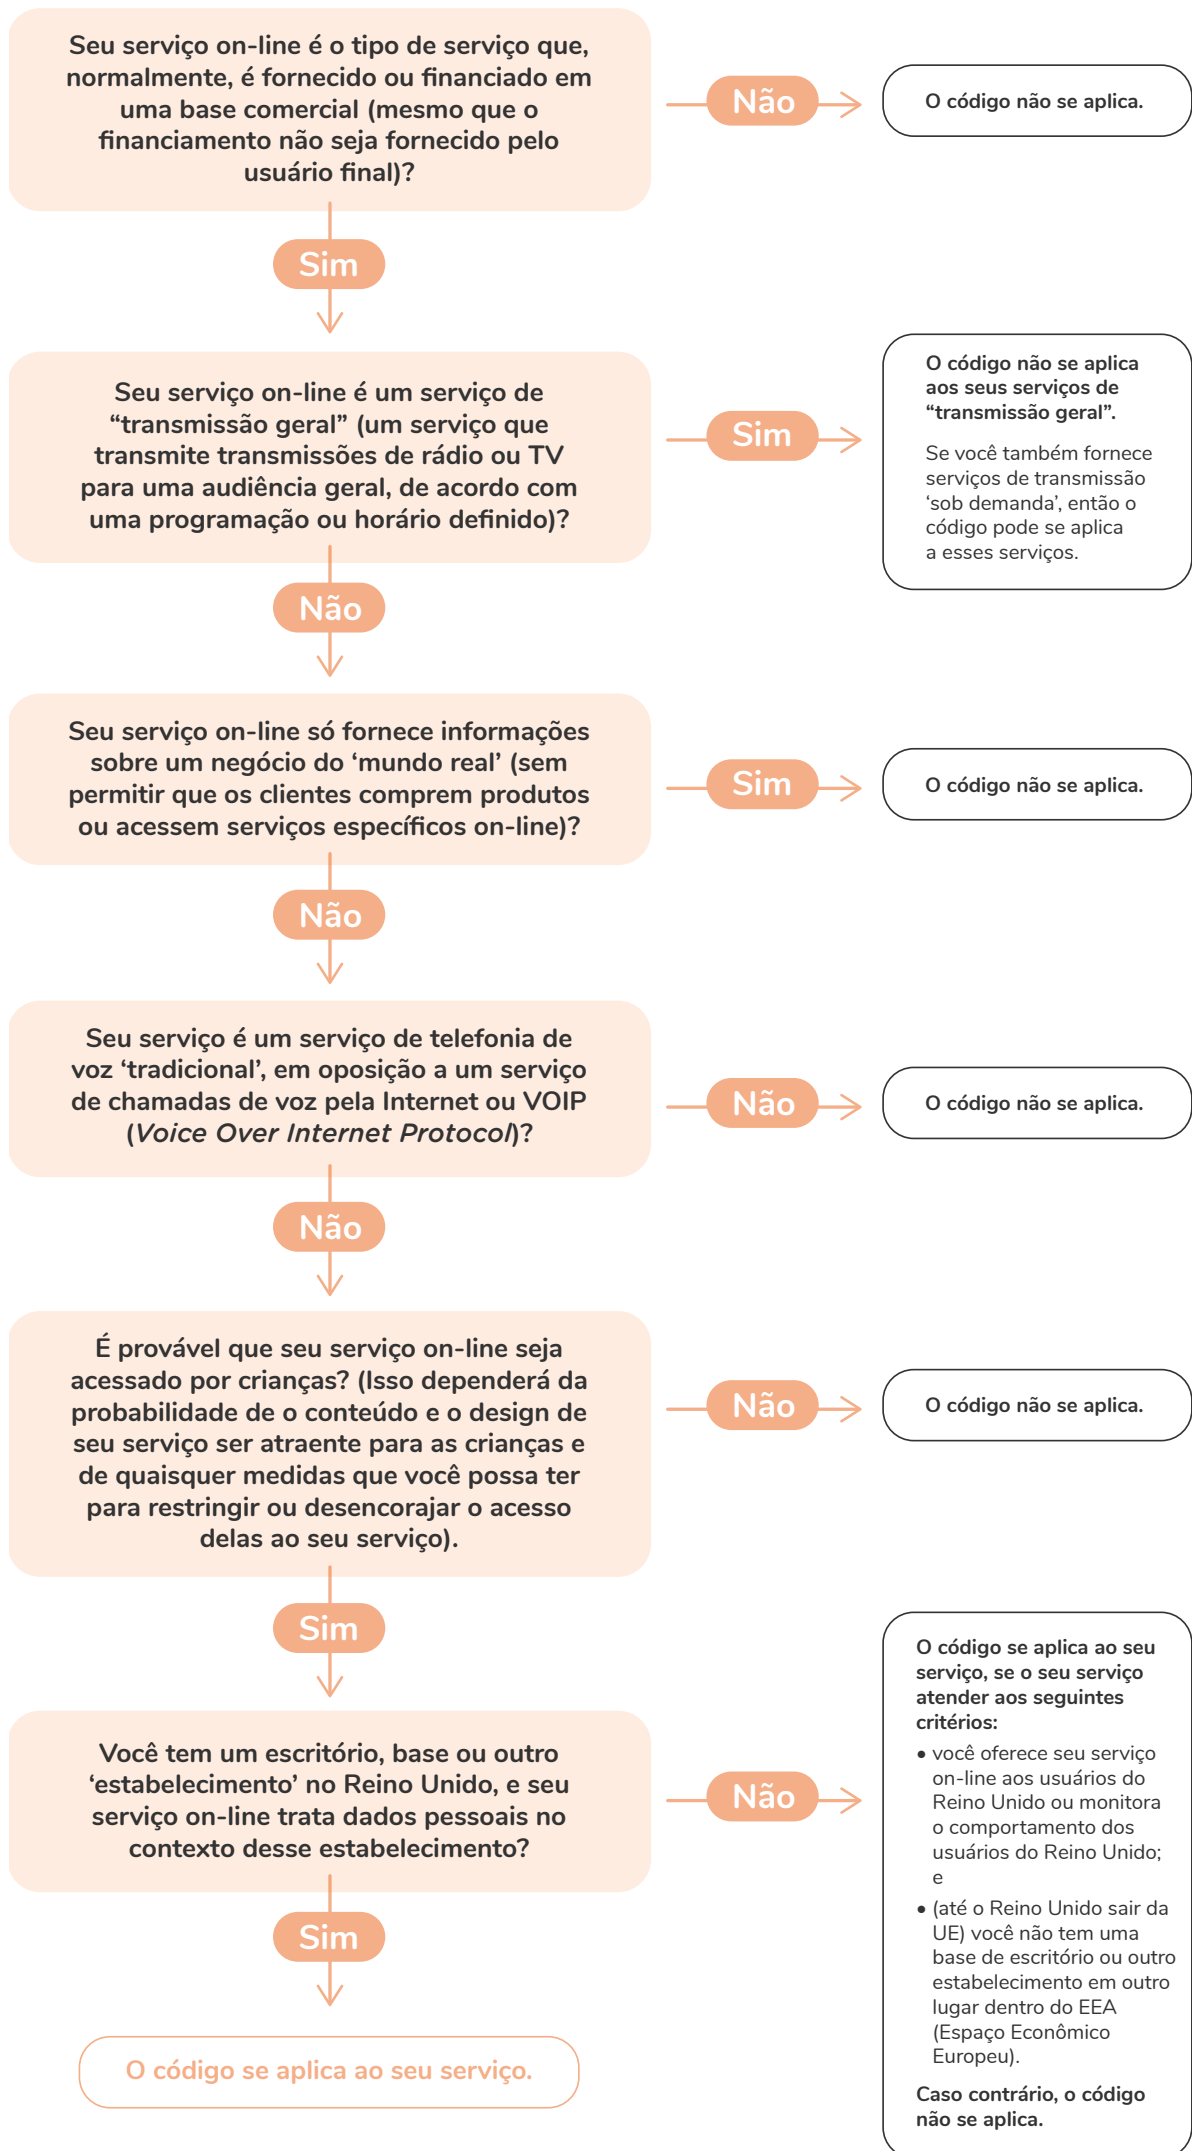 Seu serviço on-line é o tipo de serviço que,
normalmente, é fornecido ou financiado em
uma base comercial (mesmo que o
financiamento não seja fornecido pelo
usuário final)?
Não
O código não se aplica.
Sim
Seu serviço on-line é um serviço de
“transmissão geral” (um serviço que
transmite transmissões de rádio ou TV
para uma audiência geral, de acordo com
uma programação ou horário definido)?
Sim
O código não se aplica
aos seus serviços de
“transmissão geral”.
Se você também fornece
serviços de transmissão
‘sob demanda’, então o
código pode se aplica
a esses serviços.
Não
Seu serviço on-line só fornece informações
sobre um negócio do ‘mundo real’ (sem
permitir que os clientes comprem produtos
ou acessem serviços específicos on-line)?
Sim
O código não se aplica.
Não
Seu serviço é um serviço de telefonia de
voz ‘tradicional’, em oposição a um serviço
de chamadas de voz pela Internet ou VOIP
(Voice Over Internet Protocol)?
Não
O código não se aplica.
Não
É provável que seu serviço on-line seja
acessado por crianças? (Isso dependerá da
probabilidade de o conteúdo e o design de
seu serviço ser atraente para as crianças e
de quaisquer medidas que você possa ter
para restringir ou desencorajar o acesso
delas ao seu serviço).
Não
O código não se aplica.
Sim
Você tem um escritório, base ou outro
‘estabelecimento’ no Reino Unido, e seu
serviço on-line trata dados pessoais no
contexto desse estabelecimento?
Não
O código se aplica ao seu
serviço, se o seu serviço
atender aos seguintes
critérios:
• você oferece seu serviço
on-line aos usuários do
Reino Unido ou monitora
o comportamento dos
usuários do Reino Unido;
e
• (até o Reino Unido sair da
UE) você não tem uma
base de escritório ou outro
estabelecimento em outro
lugar dentro do EEA
(Espaço Econômico
Europeu).
Caso contrário, o código
não se aplica.
Sim
O código se aplica ao seu serviço.